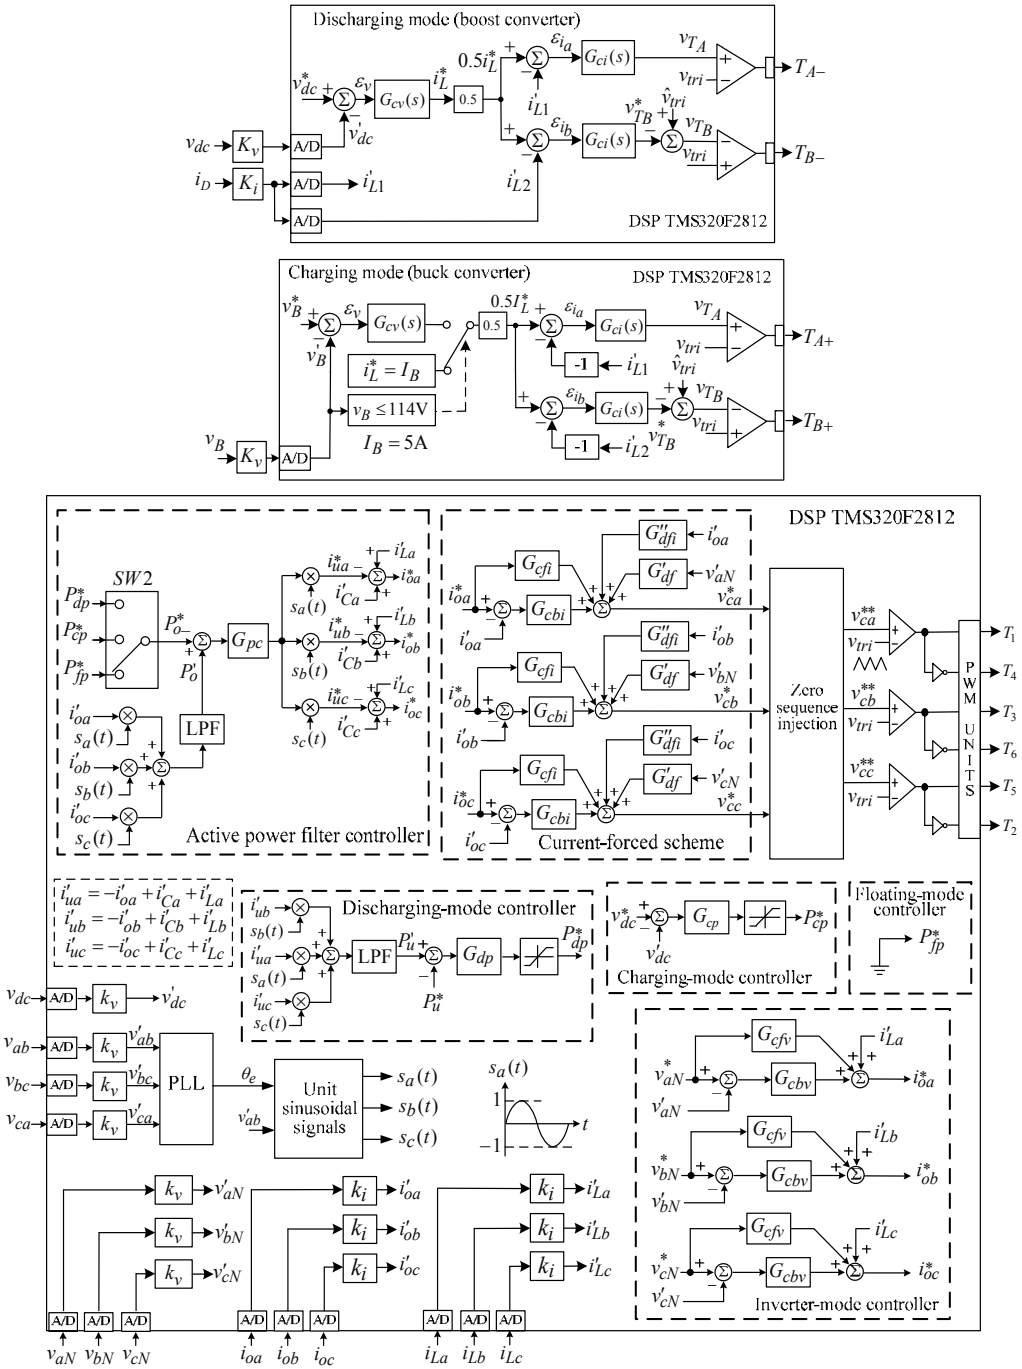 Discharging mode (boost converter)
v*dc + Σ εv Gcv(s) i*L 0.5 0.5i*L
− v'dc
+ Σ εia Gci(s) vTA + vtri − TA−
− i'L1
+ Σ εib Gci(s) v*TB − + v̂tri Σ vTB − vtri + TB−
− i'L2
vdc Kv A/D
iD Ki A/D i'L1
A/D
DSP TMS320F2812
Charging mode (buck converter)
DSP TMS320F2812
v*B + Σ εv Gcv(s) 0.5 0.5I*L
− v'B
i*L = IB
vB ≤ 114V
IB = 5A
+ Σ εia Gci(s) vTA + vtri − TA+
− -1 i'L1
+ Σ εib Gci(s) v*TB − + v̂tri Σ vTB − vtri + TB+
− -1 i'L2
vB Kv A/D
DSP TMS320F2812
SW2
P*dp
P*cp
P*fp
P*o − Σ + P'o Gpc
LPF
i'oa × sa(t)
i'ob × sb(t)
i'oc × sc(t)
+ + + Σ
× sa(t) i*ua − Σ + i'La + i'Ca i*oa
× sb(t) i*ub − Σ + i'Lb + i'Cb i*ob
× sc(t) i*uc − Σ + i'Lc + i'Cc i*oc
Active power filter controller
i*oa + Σ − i'oa Gcfi Gcbi G''dfi i'oa G'df v'aN + + + + Σ v*ca
i*ob + Σ − i'ob Gcfi Gcbi G''dfi i'ob G'df v'bN + + + + Σ v*cb
i*oc + Σ − i'oc Gcfi Gcbi G''dfi i'oc G'df v'cN + + + + Σ v*cc
Current-forced scheme
Zero
sequence
injection
v**ca + vtri −
v**cb + vtri −
v**cc + vtri −
PWM UNITS
T1
T4
T3
T6
T5
T2
i'ua = −i'oa + i'Ca + i'La
i'ub = −i'ob + i'Cb + i'Lb
i'uc = −i'oc + i'Cc + i'Lc
Discharging-mode controller
i'ub × sb(t)
i'ua × sa(t)
i'uc × sc(t)
+ + + Σ LPF P'u + Σ − P*u Gdp P*dp
v*dc + Σ − v'dc Gcp P*cp
Charging-mode controller
Floating-mode
controller
P*fp
vdc A/D kv v'dc
vab A/D kv v'ab
vbc A/D kv v'bc
vca A/D kv v'ca
PLL
θe
v'ab
Unit
sinusoidal
signals
sa(t)
sb(t)
sc(t)
sa(t)
1
−1
t
v*aN + Σ − v'aN Gcfv Gcbv + + + Σ i'La i*oa
v*bN + Σ − v'bN Gcfv Gcbv + + + Σ i'Lb i*ob
v*cN + Σ − v'cN Gcfv Gcbv + + + Σ i'Lc i*oc
Inverter-mode controller
kv v'aN
kv v'bN
kv v'cN
ki i'oa
ki i'ob
ki i'oc
ki i'La
ki i'Lb
ki i'Lc
A/D A/D A/D A/D A/D A/D A/D A/D A/D
vaN vbN vcN ioa iob ioc iLa iLb iLc